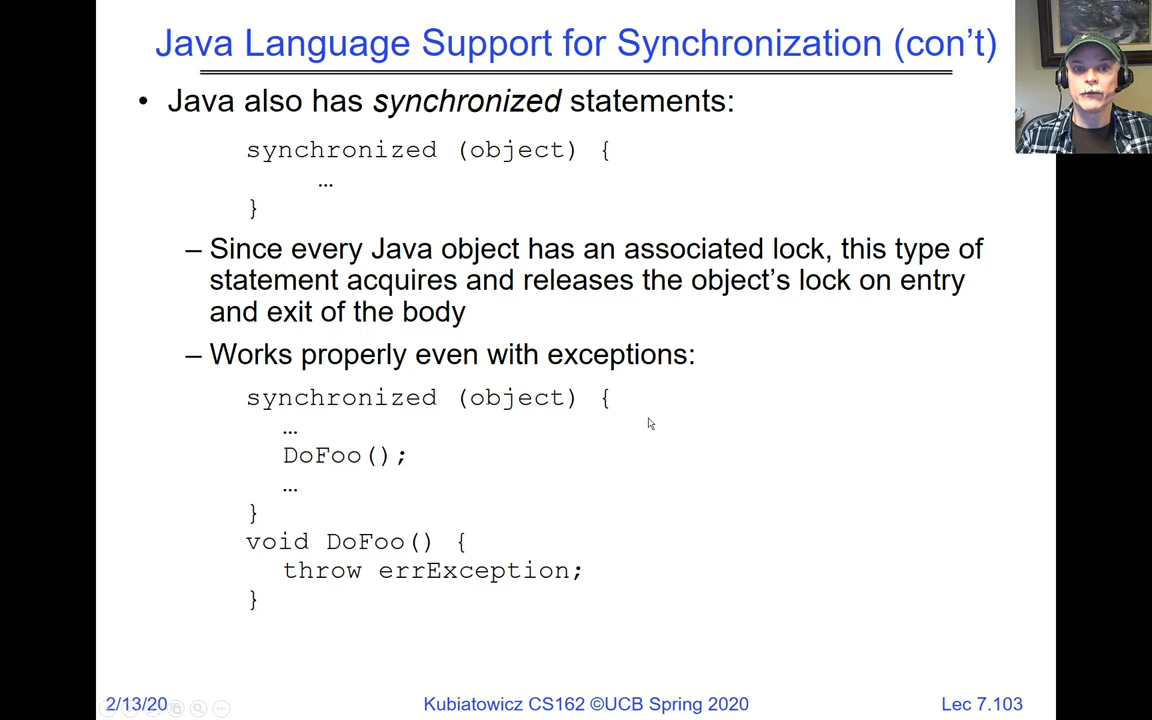 Java Language Support for Synchronization (con't)
• Java also has synchronized statements:
synchronized (object) {
…
}
– Since every Java object has an associated lock, this type of
statement acquires and releases the object's lock on entry
and exit of the body
– Works properly even with exceptions:
synchronized (object) {
…
DoFoo();
…
}
void DoFoo() {
throw errException;
}
2/13/20
Kubiatowicz CS162 ©UCB Spring 2020
Lec 7.103